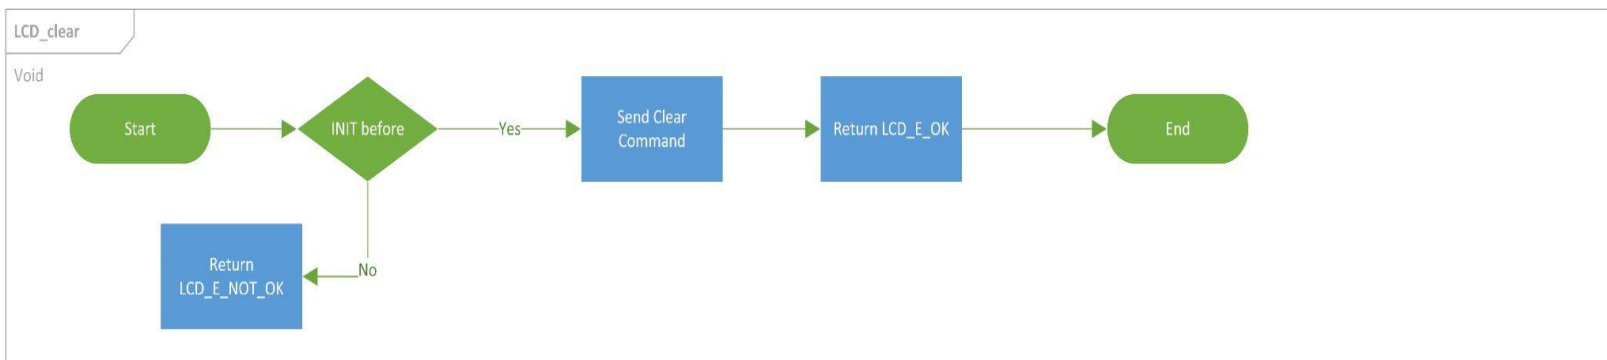 LCD_clear
Void
Start
INIT before
Yes
Send Clear
Command
Return LCD_E_OK
End
No
Return
LCD_E_NOT_OK